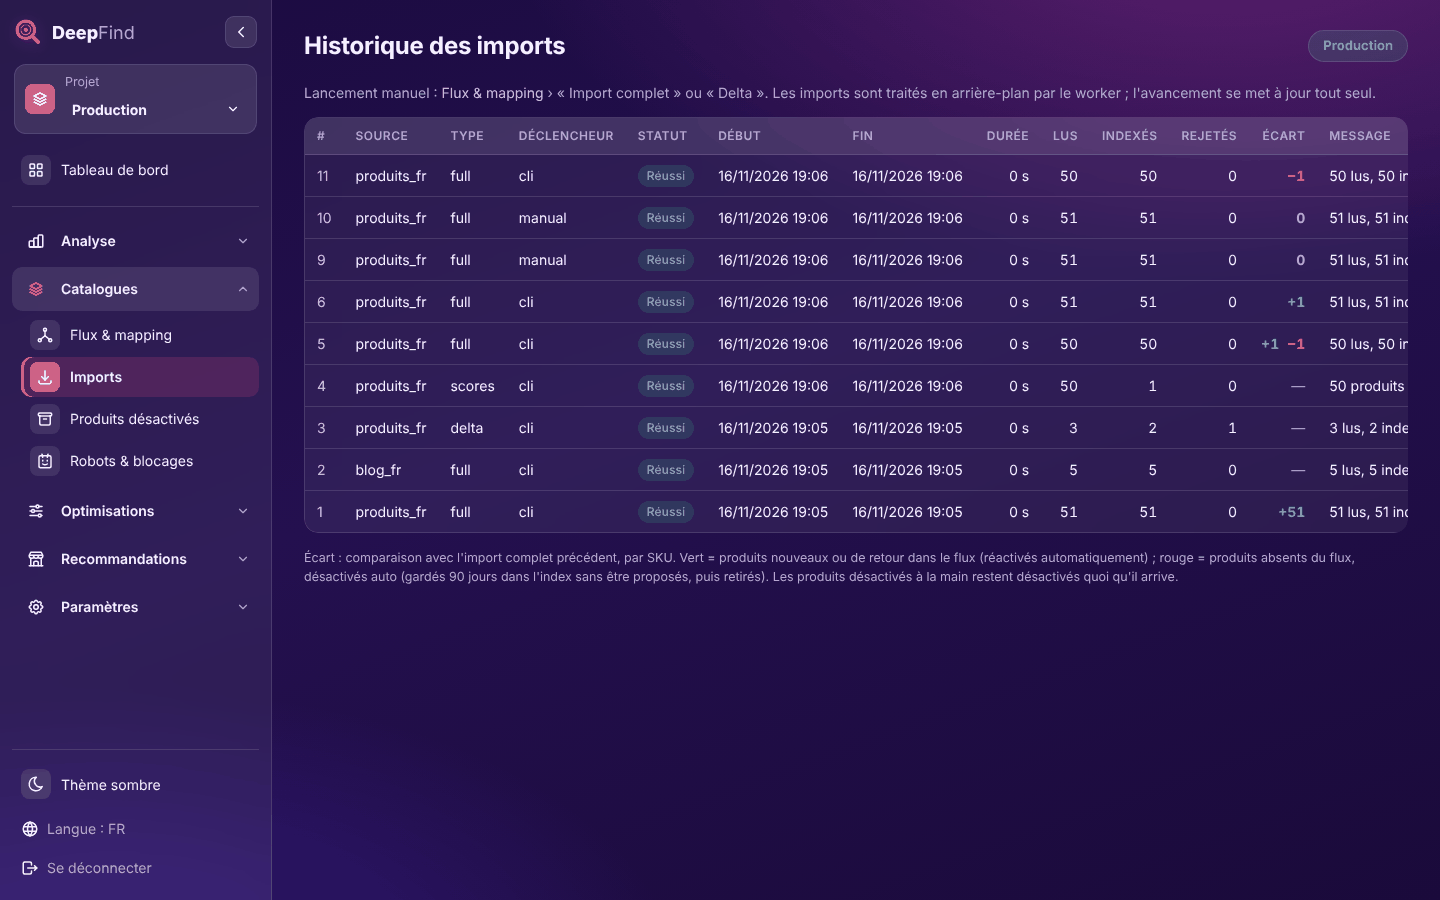 DeepFind
Projet
Production
Tableau de bord
Analyse
Catalogues
Flux & mapping
Imports
Produits désactivés
Robots & blocages
Optimisations
Recommandations
Paramètres
Thème sombre
Langue : FR
Se déconnecter
Historique des imports
Production
Lancement manuel : Flux & mapping › « Import complet » ou « Delta ». Les imports sont traités en arrière-plan par le worker ; l'avancement se met à jour tout seul.
# SOURCE TYPE DÉCLENCHEUR STATUT DÉBUT FIN DURÉE LUS INDEXÉS REJETÉS ÉCART MESSAGE
11 produits_fr full cli Réussi 16/11/2026 19:06 16/11/2026 19:06 0 s 50 50 0 −1 50 lus, 50 in
10 produits_fr full manual Réussi 16/11/2026 19:06 16/11/2026 19:06 0 s 51 51 0 0 51 lus, 51 ind
9 produits_fr full manual Réussi 16/11/2026 19:06 16/11/2026 19:06 0 s 51 51 0 0 51 lus, 51 ind
6 produits_fr full cli Réussi 16/11/2026 19:06 16/11/2026 19:06 0 s 51 51 0 +1 51 lus, 51 ind
5 produits_fr full cli Réussi 16/11/2026 19:06 16/11/2026 19:06 0 s 50 50 0 +1 −1 50 lus, 50 in
4 produits_fr scores cli Réussi 16/11/2026 19:06 16/11/2026 19:06 0 s 50 1 0 — 50 produits
3 produits_fr delta cli Réussi 16/11/2026 19:05 16/11/2026 19:05 0 s 3 2 1 — 3 lus, 2 inde
2 blog_fr full cli Réussi 16/11/2026 19:05 16/11/2026 19:05 0 s 5 5 0 — 5 lus, 5 inde
1 produits_fr full cli Réussi 16/11/2026 19:05 16/11/2026 19:05 0 s 51 51 0 +51 51 lus, 51 ind
Écart : comparaison avec l'import complet précédent, par SKU. Vert = produits nouveaux ou de retour dans le flux (réactivés automatiquement) ; rouge = produits absents du flux,
désactivés auto (gardés 90 jours dans l'index sans être proposés, puis retirés). Les produits désactivés à la main restent désactivés quoi qu'il arrive.